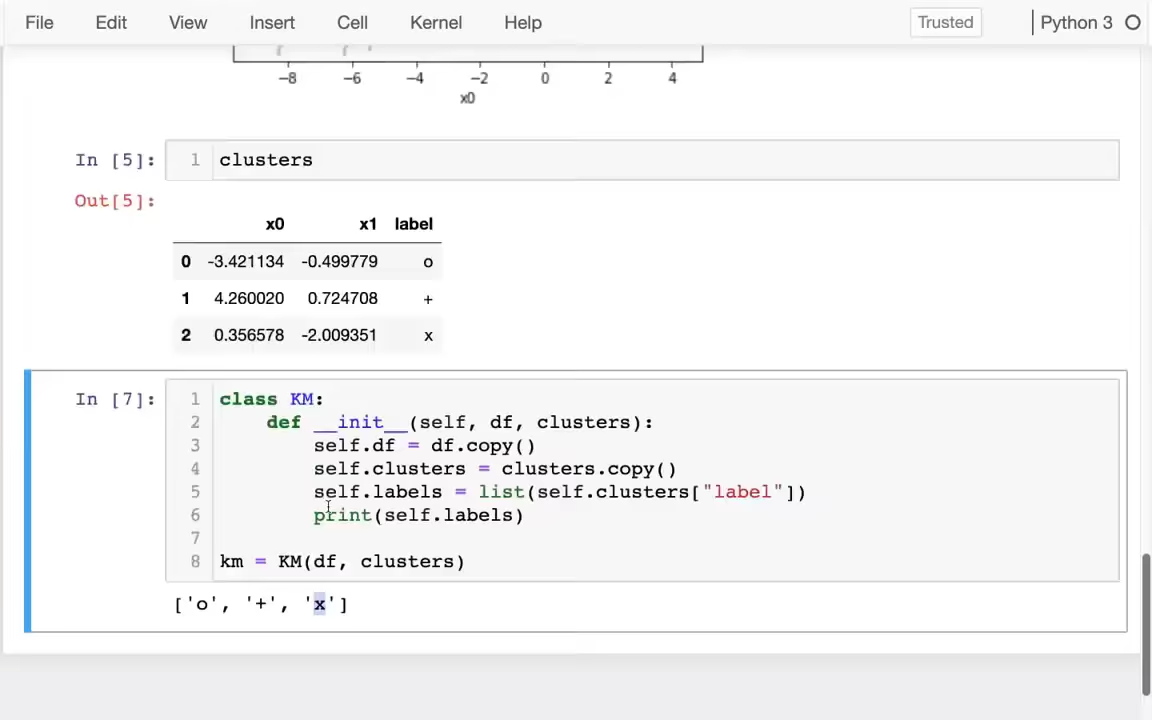 File Edit View Insert Cell Kernel Help Trusted Python 3
−8 −6 −4 −2 0 2 4
x0
In [5]: 1 clusters
Out[5]:
x0 x1 label
0 -3.421134 -0.499779 o
1 4.260020 0.724708 +
2 0.356578 -2.009351 x
In [7]: 1 class KM:
2 def __init__(self, df, clusters):
3 self.df = df.copy()
4 self.clusters = clusters.copy()
5 self.labels = list(self.clusters["label"])
6 print(self.labels)
7
8 km = KM(df, clusters)
['o', '+', 'x']